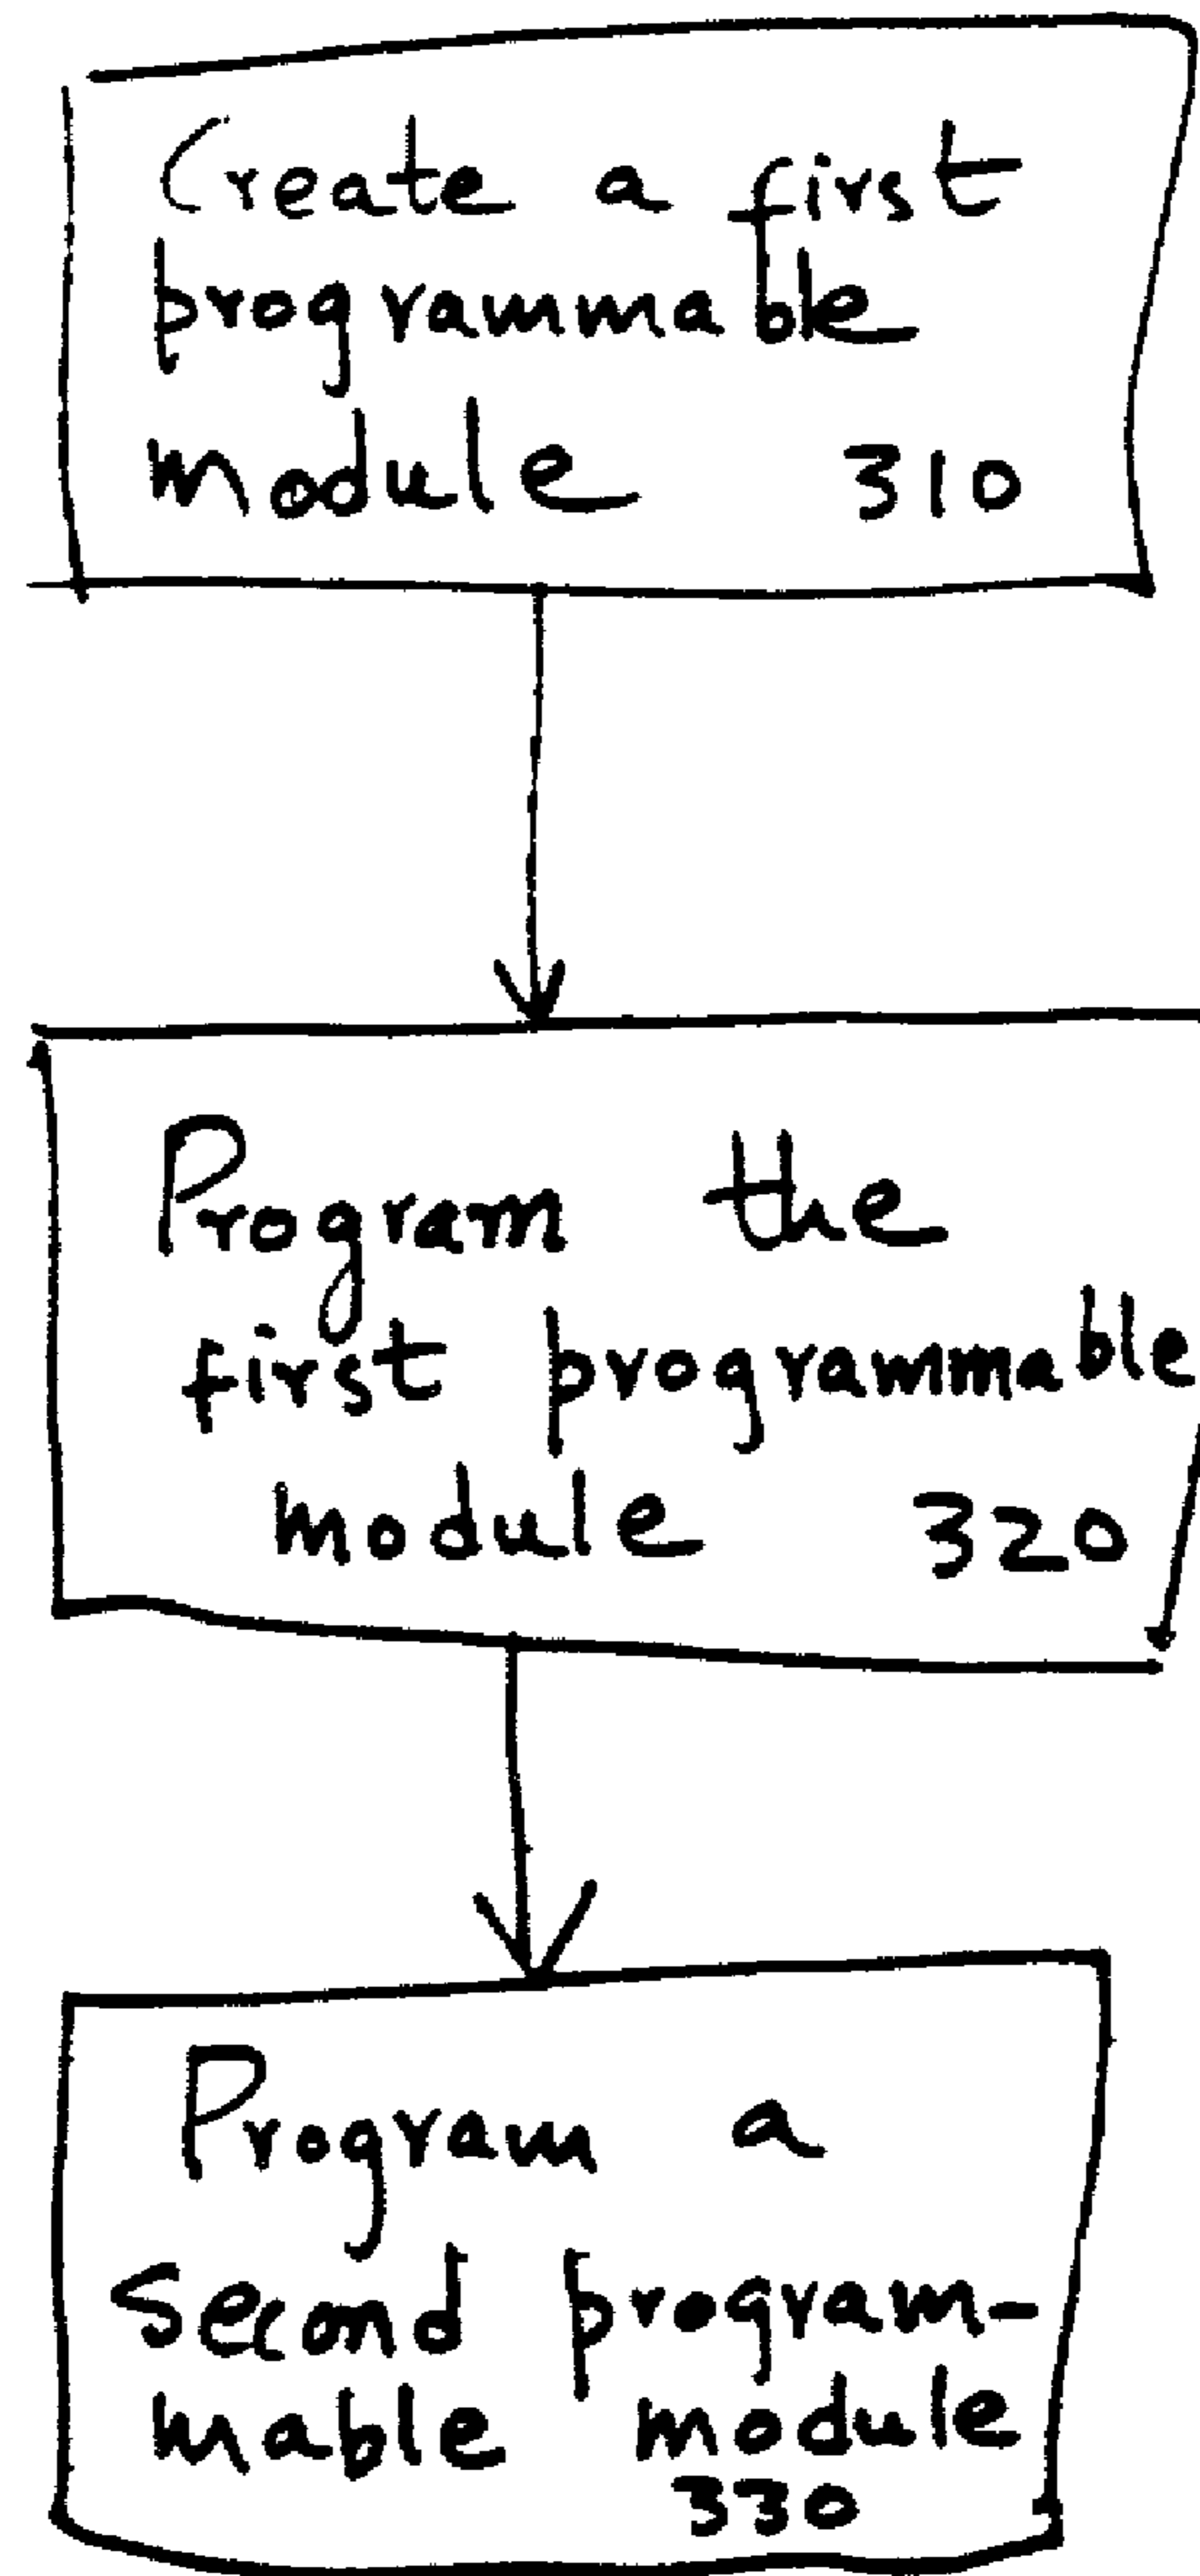 Create a first
programmable
module 310
Program the
first programmable
module 320
Program a
second program-
mable module
330